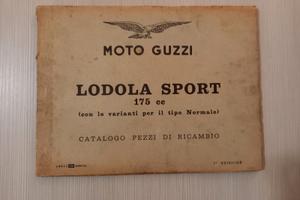 MOTO GUZZI
LODOLA SPORT
175 cc
(con le varianti per il tipo Normale)
CATALOGO PEZZI DI RICAMBIO